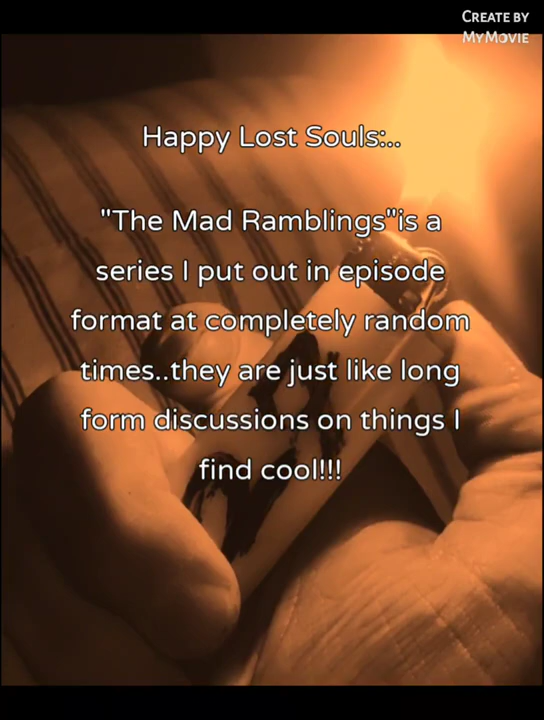 CREATE BY
MYMOVIE
Happy Lost Souls:..
"The Mad Ramblings"is a
series I put out in episode
format at completely random
times..they are just like long
form discussions on things I
find cool!!!